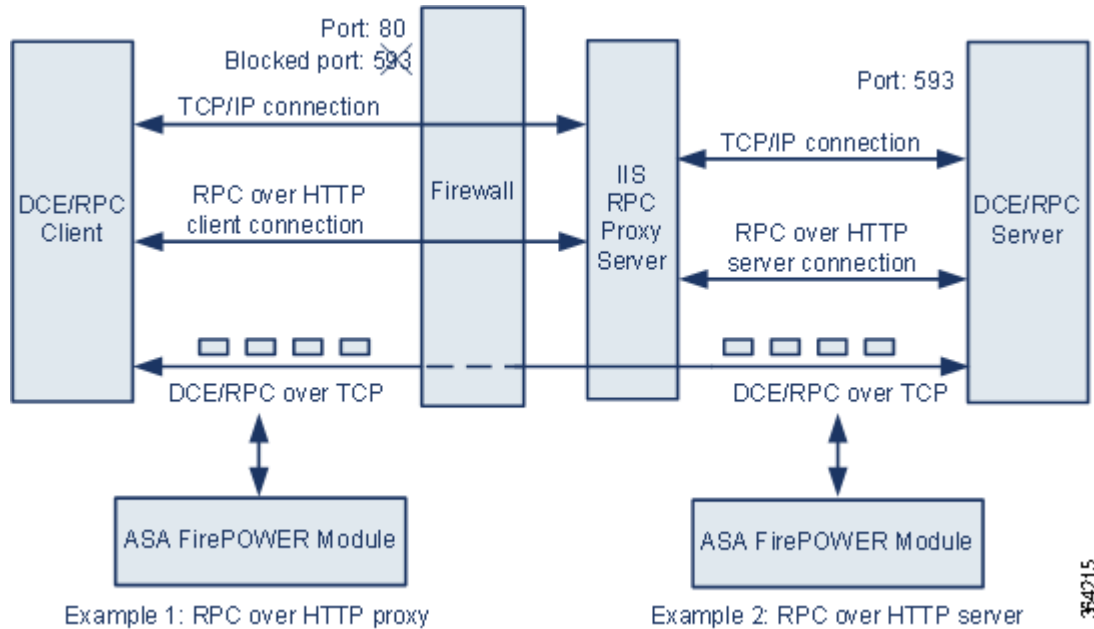 Port: 80
Blocked port: 593
TCP/IP connection
RPC over HTTP
client connection
DCE/RPC
Client
Firewall
IIS
RPC
Proxy
Server
Port: 593
TCP/IP connection
RPC over HTTP
server connection
DCE/RPC
Server
DCE/RPC over TCP
DCE/RPC over TCP
ASA FirePOWER Module
ASA FirePOWER Module
Example 1: RPC over HTTP proxy
Example 2: RPC over HTTP server
364215